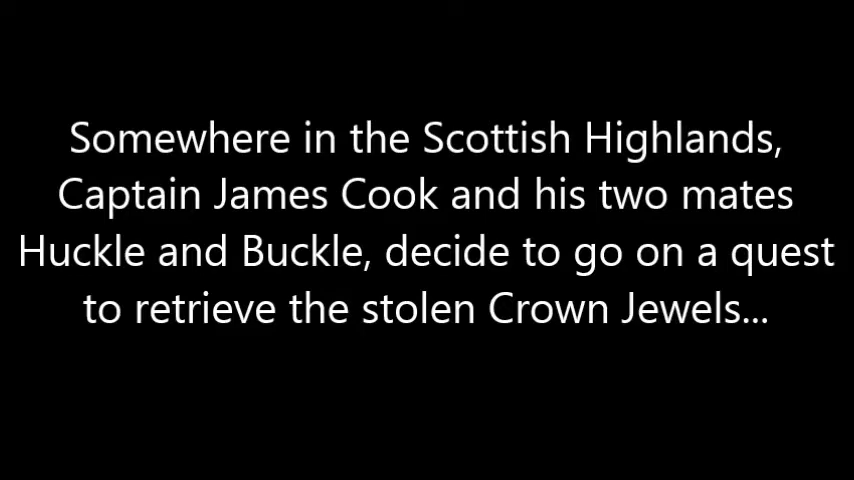 Somewhere in the Scottish Highlands,
Captain James Cook and his two mates
Huckle and Buckle, decide to go on a quest
to retrieve the stolen Crown Jewels...